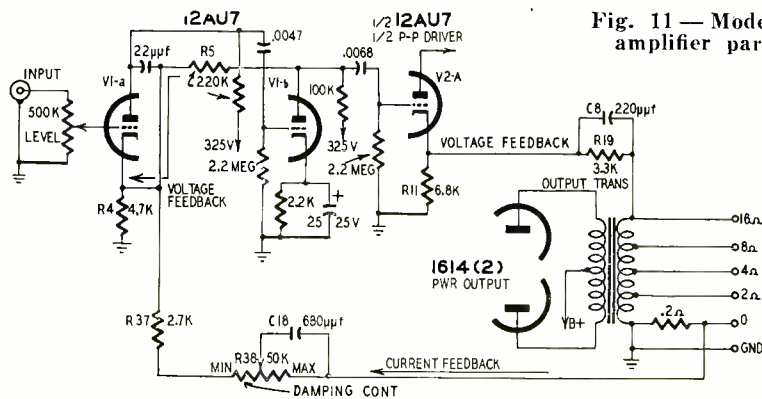 Fig. 11 — Mode
amplifier par
12AU7
1/2 12AU7
1/2 P-P DRIVER
.0047
22μμf
R5
.0068
INPUT
V1-a
220K
V1-b
100K
V2-A
C8
220μμf
500K
LEVEL
325V
325V
VOLTAGE FEEDBACK
R19
3.3K
2.2 MEG
2.2 MEG
VOLTAGE
FEEDBACK
R11
6.8K
OUTPUT TRANS
R4
4.7K
2.2K
+
25
25V
16Ω
8Ω
1614(2)
PWR OUTPUT
4Ω
2Ω
R37
2.7K
C18
680μμf
B+
.2Ω
0
GND
MIN
R38
50K
MAX
CURRENT FEEDBACK
DAMPING CONT